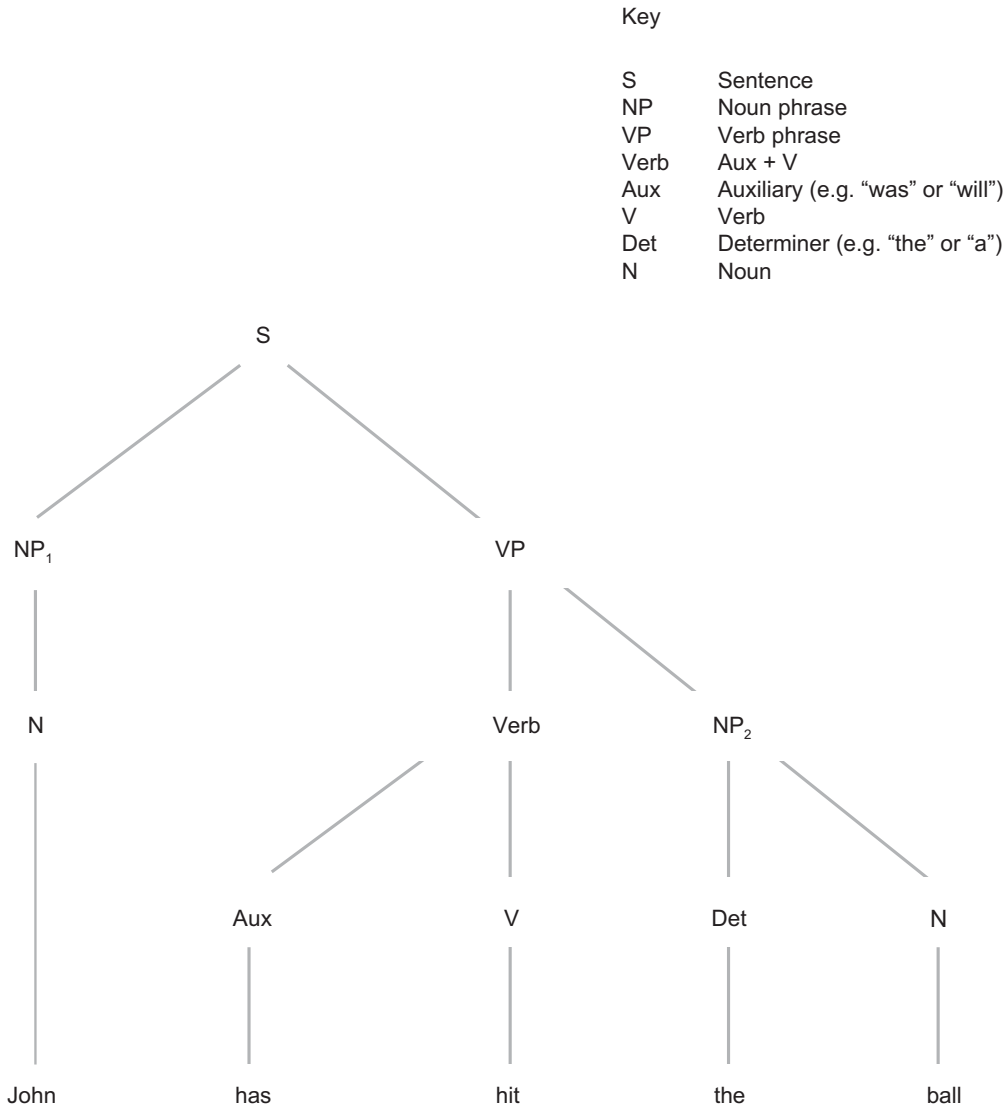 Key
S Sentence
NP Noun phrase
VP Verb phrase
Verb Aux + V
Aux Auxiliary (e.g. “was” or “will”)
V Verb
Det Determiner (e.g. “the” or “a”)
N Noun
S
NP₁ VP
N Verb NP₂
Aux V Det N
John has hit the ball